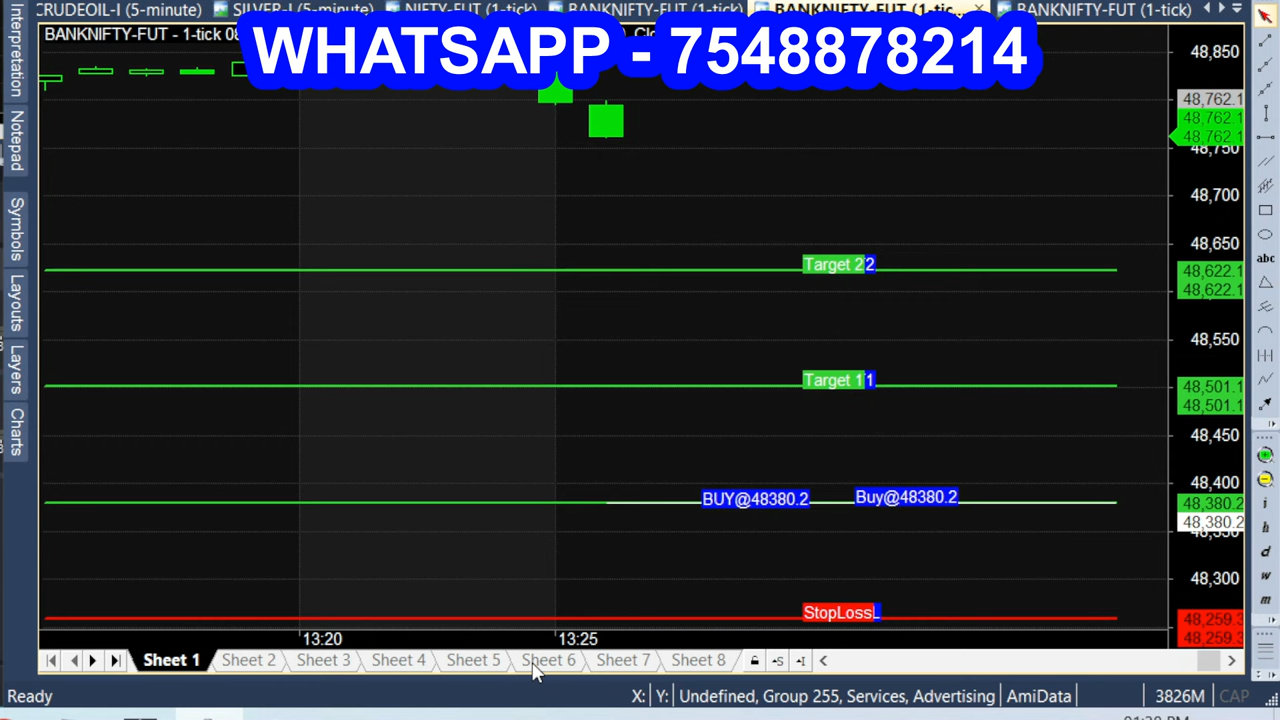 CRUDEOIL-I (5-minute) SILVER-I (5-minute) NIFTY-FUT (1-tick) BANKNIFTY-FUT (1-tick) BANKNIFTY-FUT (1-tic... BANKNIFTY-FUT (1-tick)
BANKNIFTY-FUT - 1-tick
WHATSAPP - 7548878214
Interpretation
Notepad
Symbols
Layouts
Layers
Charts
48,850
48,762.1
48,762.1
48,762.1
48,750
48,700
48,650
Target 2
48,622.1
48,622.1
48,550
Target 1
48,501.1
48,501.1
48,450
48,400
BUY@48380.2 Buy@48380.2
48,380.2
48,380.2
48,300
StopLoss
48,259.3
48,259.3
13:20 13:25
Sheet 1 Sheet 2 Sheet 3 Sheet 4 Sheet 5 Sheet 6 Sheet 7 Sheet 8
Ready X: Y: Undefined, Group 255, Services, Advertising AmiData 3826M CAP
abc
i
h
d
w
m